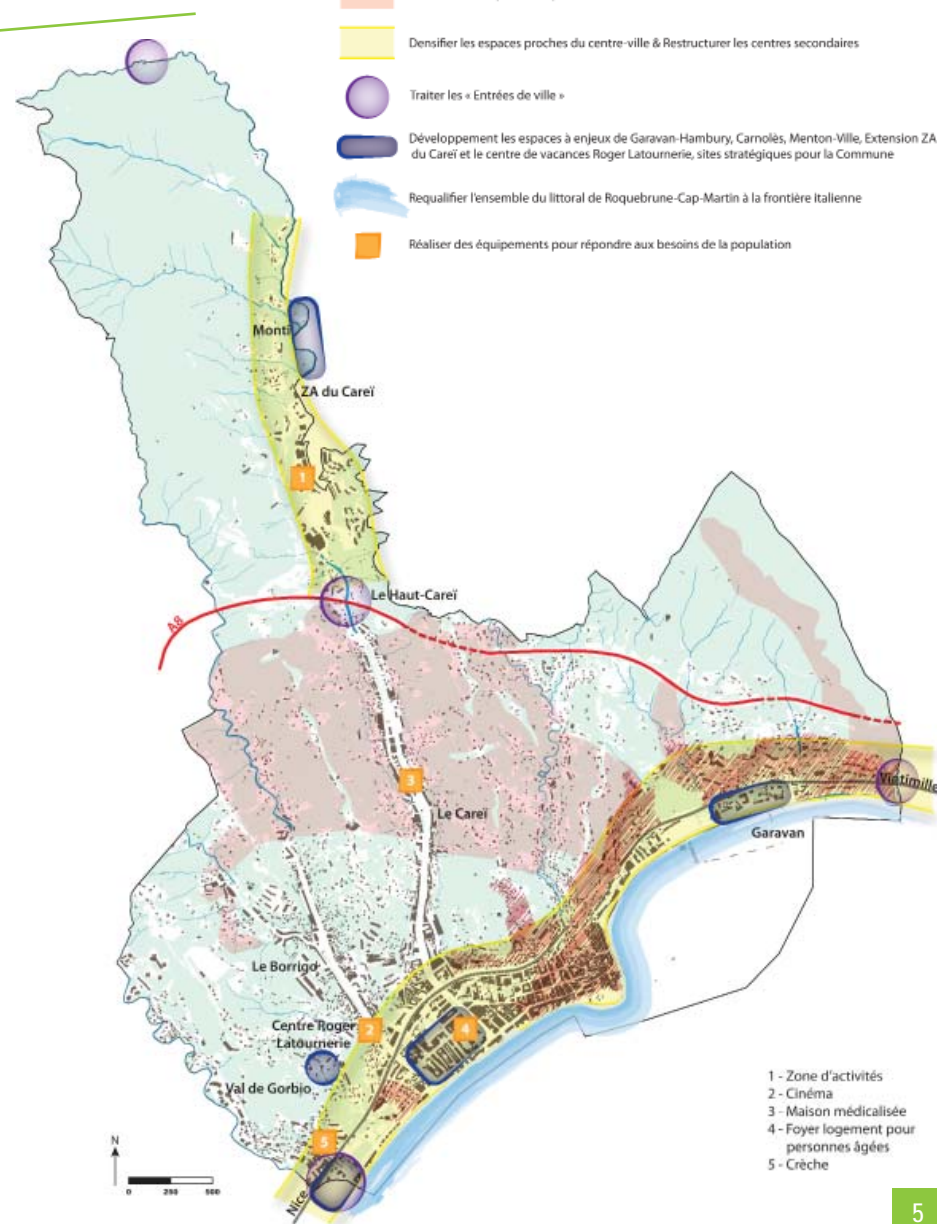 Densifier les espaces proches du centre-ville & Restructurer les centres secondaires
Traiter les « Entrées de ville »
Développement les espaces à enjeux de Garavan-Hambury, Carnolès, Menton-Ville, Extension ZA
du Careï et le centre de vacances Roger Latournerie, sites stratégiques pour la Commune
Requalifier l'ensemble du littoral de Roquebrune-Cap-Martin à la frontière italienne
Réaliser des équipements pour répondre aux besoins de la population
Monti
ZA du Careï
1
Le Haut-Careï
A8
3
Vintimille
Le Careï
Garavan
Le Borrigo
Centre Roger
Latournerie
2
4
Val de Gorbio
1 - Zone d'activités
2 - Cinéma
3 - Maison médicalisée
4 - Foyer logement pour
personnes âgées
5 - Crèche
5
N
0 250 500
Nice
5